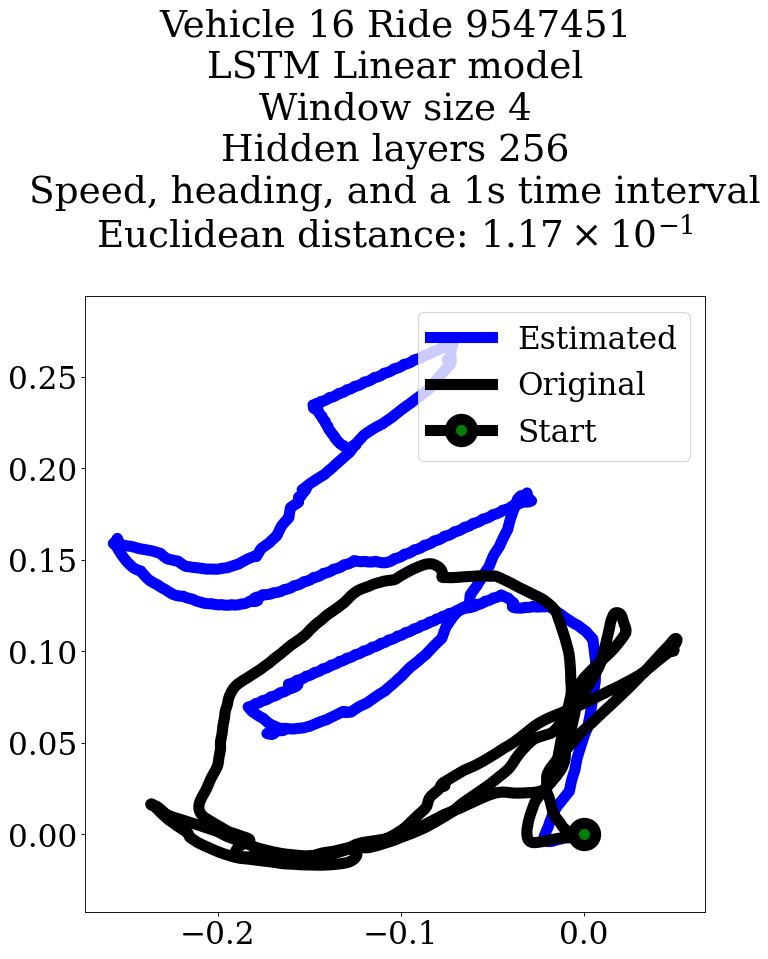 Vehicle 16 Ride 9547451
LSTM Linear model
Window size 4
Hidden layers 256
Speed, heading, and a 1s time interval
Euclidean distance: 1.17 × 10⁻¹
Estimated
Original
Start
0.25
0.20
0.15
0.10
0.05
0.00
−0.2
−0.1
0.0